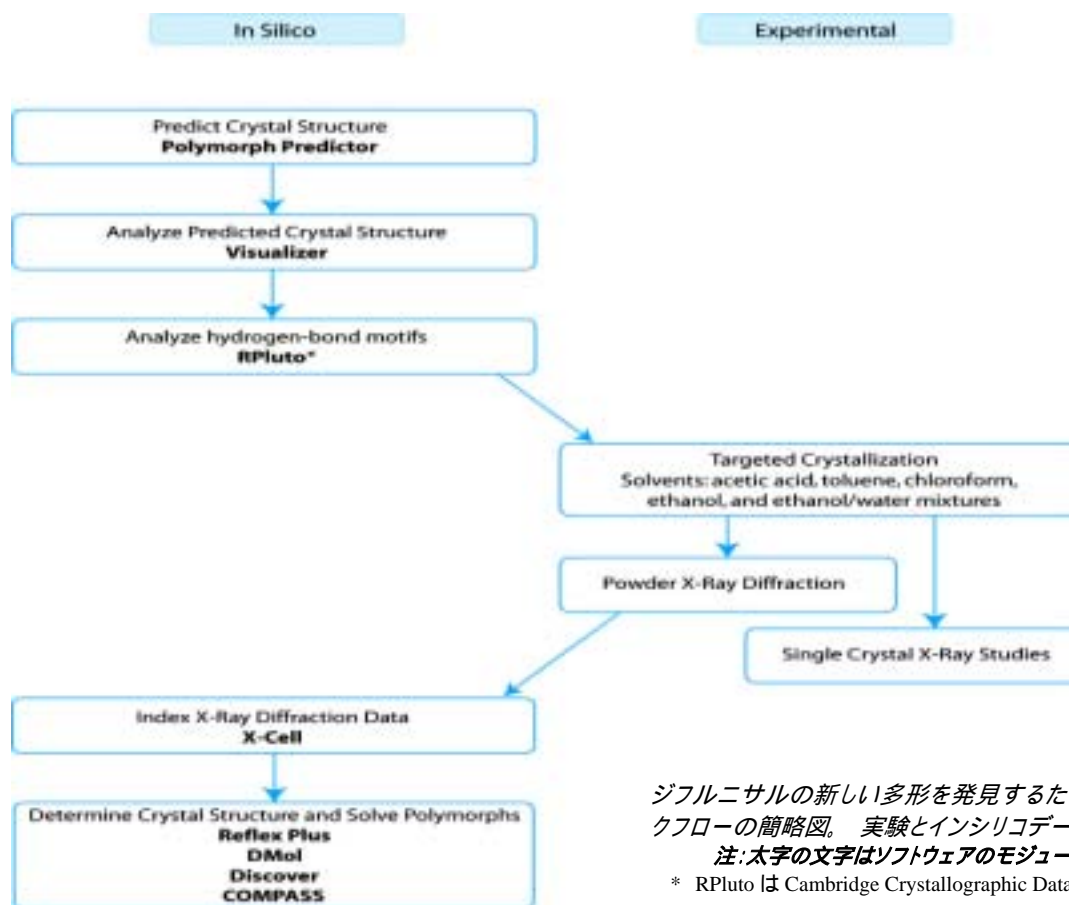 In Silico
Experimental
Predict Crystal Structure
Polymorph Predictor
Analyze Predicted Crystal Structure
Visualizer
Analyze hydrogen-bond motifs
RPluto*
Targeted Crystallization
Solvents: acetic acid, toluene, chloroform,
ethanol, and ethanol/water mixtures
Powder X-Ray Diffraction
Single Crystal X-Ray Studies
Index X-Ray Diffraction Data
X-Cell
Determine Crystal Structure and Solve Polymorphs
Reflex Plus
DMol
Discover
COMPASS
ジフルニサルの新しい多形を発見するた
クフローの簡略図。 実験とインシリコデー
注:太字の文字はソフトウェアのモジュー
* RPluto は Cambridge Crystallographic Data